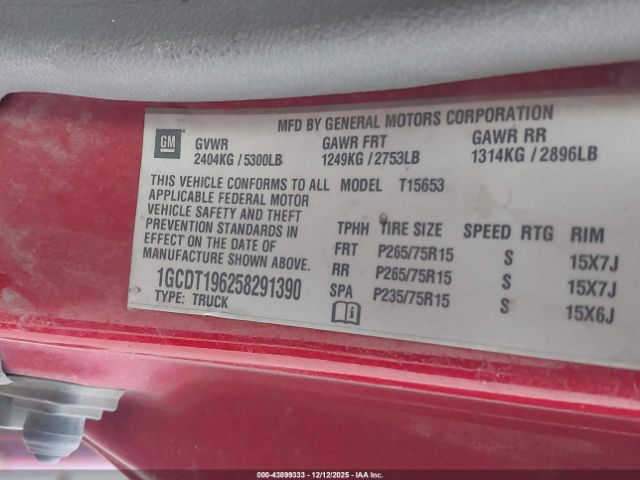 MFD BY GENERAL MOTORS CORPORATION
GM GVWR GAWR FRT GAWR RR
2404KG / 5300LB 1249KG / 2753LB 1314KG / 2896LB
THIS VEHICLE CONFORMS TO ALL MODEL T15653
APPLICABLE FEDERAL MOTOR
VEHICLE SAFETY AND THEFT
PREVENTION STANDARDS IN
EFFECT ON THE DATE OF
MANUFACTURE SHOWN ABOVE.
1GCDT196258291390
TYPE: TRUCK
TPHH TIRE SIZE SPEED RTG RIM
FRT P265/75R15 S 15X7J
RR P265/75R15 S 15X7J
SPA P235/75R15 S 15X6J
000-43899333 - 12/12/2025 - IAA Inc.